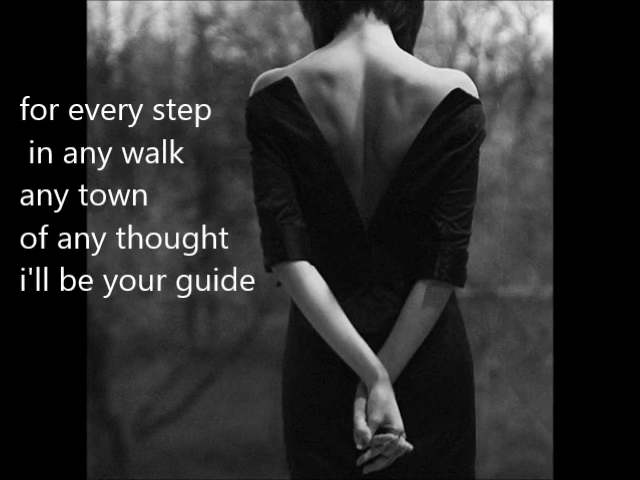 for every step
in any walk
any town
of any thought
i'll be your guide